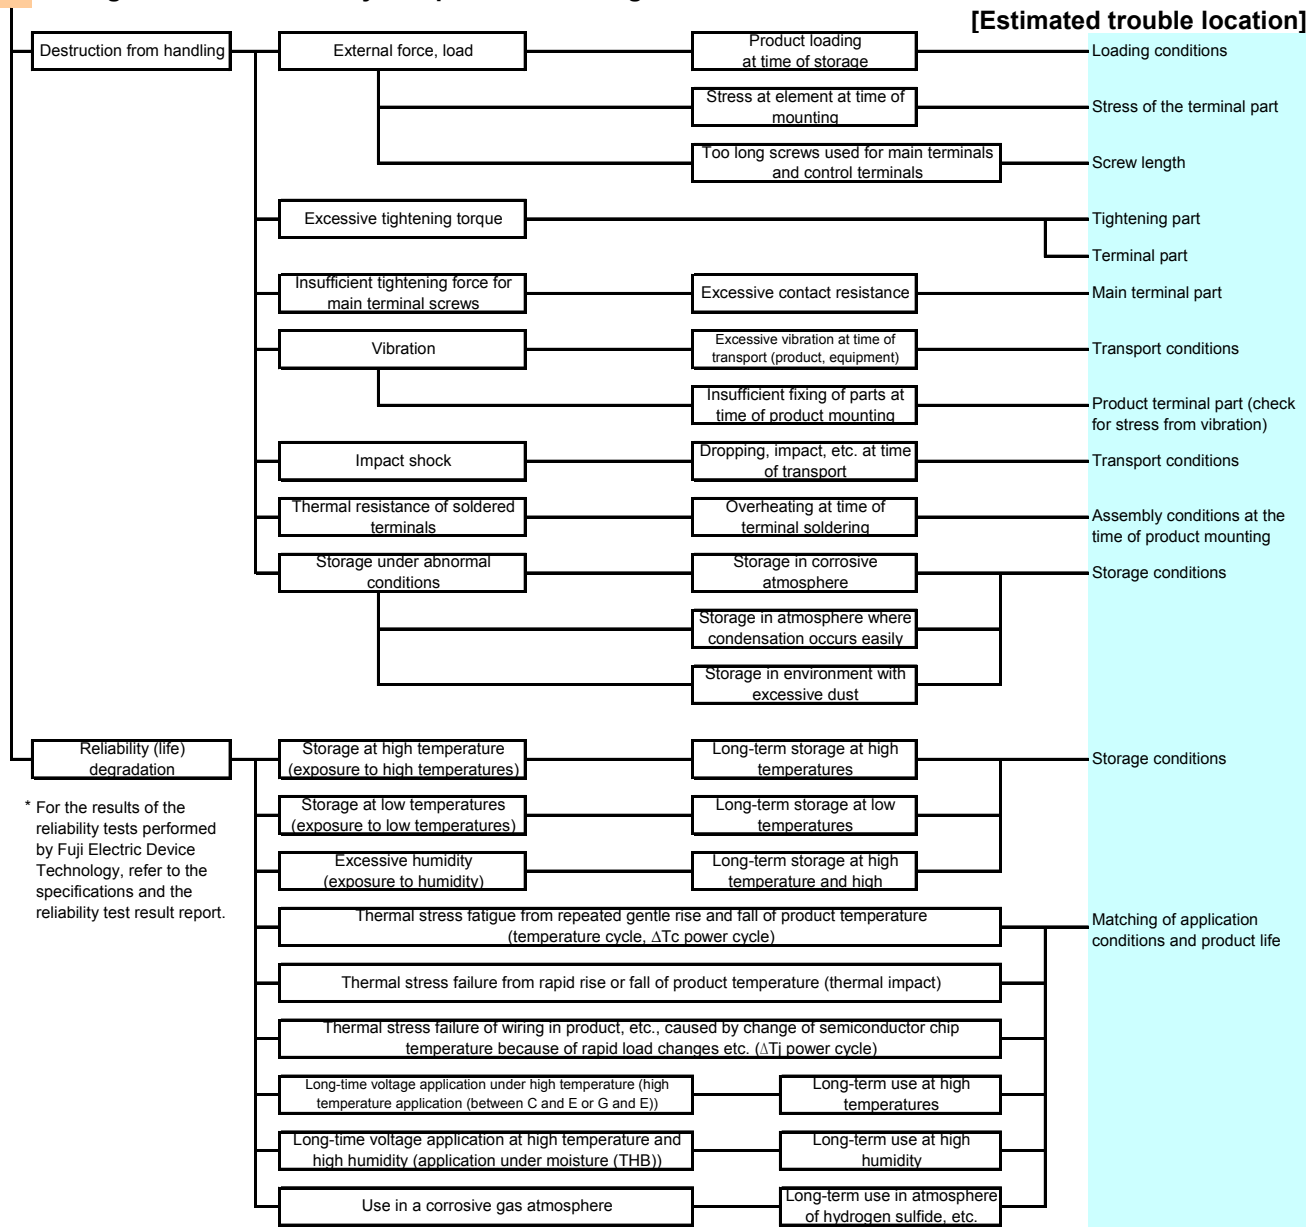 [Estimated trouble location]
Destruction from handling
External force, load
Product loading
at time of storage
Loading conditions
Stress at element at time of
mounting
Stress of the terminal part
Too long screws used for main terminals
and control terminals
Screw length
Excessive tightening torque
Tightening part
Terminal part
Insufficient tightening force for
main terminal screws
Excessive contact resistance
Main terminal part
Vibration
Excessive vibration at time of
transport (product, equipment)
Transport conditions
Insufficient fixing of parts at
time of product mounting
Product terminal part (check
for stress from vibration)
Impact shock
Dropping, impact, etc. at time
of transport
Transport conditions
Thermal resistance of soldered
terminals
Overheating at time of
terminal soldering
Assembly conditions at the
time of product mounting
Storage under abnormal
conditions
Storage in corrosive
atmosphere
Storage conditions
Storage in atmosphere where
condensation occurs easily
Storage in environment with
excessive dust
Reliability (life)
degradation
Storage at high temperature
(exposure to high temperatures)
Long-term storage at high
temperatures
Storage conditions
* For the results of the
reliability tests performed
by Fuji Electric Device
Technology, refer to the
specifications and the
reliability test result report.
Storage at low temperatures
(exposure to low temperatures)
Long-term storage at low
temperatures
Excessive humidity
(exposure to humidity)
Long-term storage at high
temperature and high
Thermal stress fatigue from repeated gentle rise and fall of product temperature
(temperature cycle, ΔTc power cycle)
Matching of application
conditions and product life
Thermal stress failure from rapid rise or fall of product temperature (thermal impact)
Thermal stress failure of wiring in product, etc., caused by change of semiconductor chip
temperature because of rapid load changes etc. (ΔTj power cycle)
Long-time voltage application under high temperature (high
temperature application (between C and E or G and E))
Long-term use at high
temperatures
Long-time voltage application at high temperature and
high humidity (application under moisture (THB))
Long-term use at high
humidity
Use in a corrosive gas atmosphere
Long-term use in atmosphere
of hydrogen sulfide, etc.